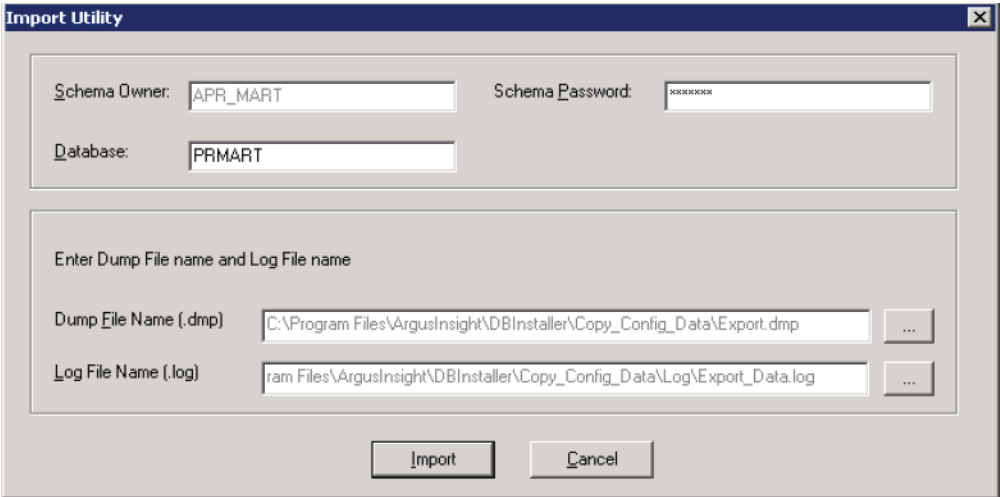 Import Utility
Schema Owner: APR_MART Schema Password: *******
Database: PRMART
Enter Dump File name and Log File name
Dump File Name (.dmp) C:\Program Files\ArgusInsight\DBInstaller\Copy_Config_Data\Export.dmp ...
Log File Name (.log) ram Files\ArgusInsight\DBInstaller\Copy_Config_Data\Log\Export_Data.log ...
Import Cancel